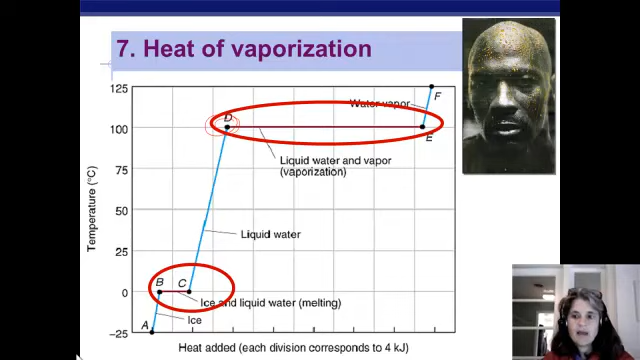 7. Heat of vaporization
125
Water vapor
F
D
100
E
Liquid water and vapor
(vaporization)
75
Temperature (°C)
50
Liquid water
25
B
C
0
Ice and liquid water (melting)
A
Ice
−25
Heat added (each division corresponds to 4 kJ)